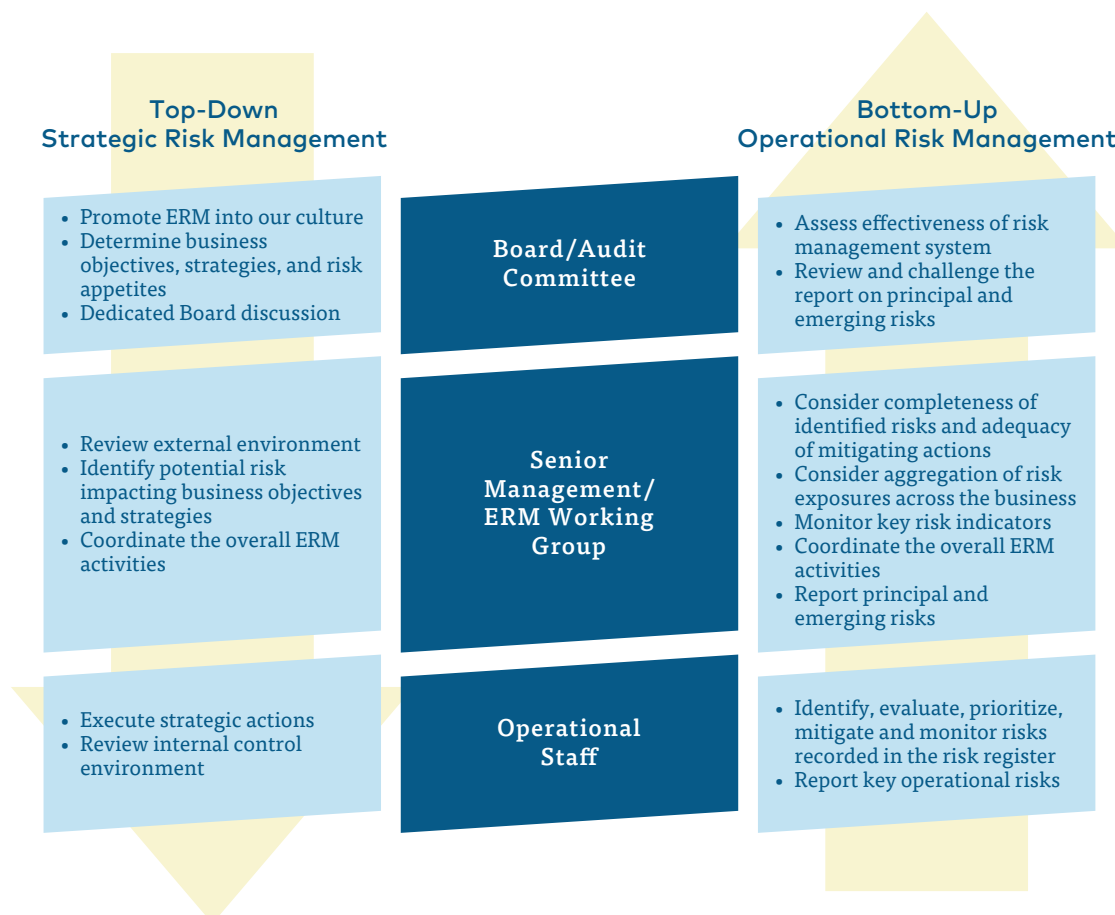 Top-Down
Strategic Risk Management
Bottom-Up
Operational Risk Management
• Promote ERM into our culture
• Determine business
objectives, strategies, and risk
appetites
• Dedicated Board discussion
Board/Audit
Committee
• Assess effectiveness of risk
management system
• Review and challenge the
report on principal and
emerging risks
• Review external environment
• Identify potential risk
impacting business objectives
and strategies
• Coordinate the overall ERM
activities
Senior
Management/
ERM Working
Group
• Consider completeness of
identified risks and adequacy
of mitigating actions
• Consider aggregation of risk
exposures across the business
• Monitor key risk indicators
• Coordinate the overall ERM
activities
• Report principal and
emerging risks
• Execute strategic actions
• Review internal control
environment
Operational
Staff
• Identify, evaluate, prioritize,
mitigate and monitor risks
recorded in the risk register
• Report key operational risks